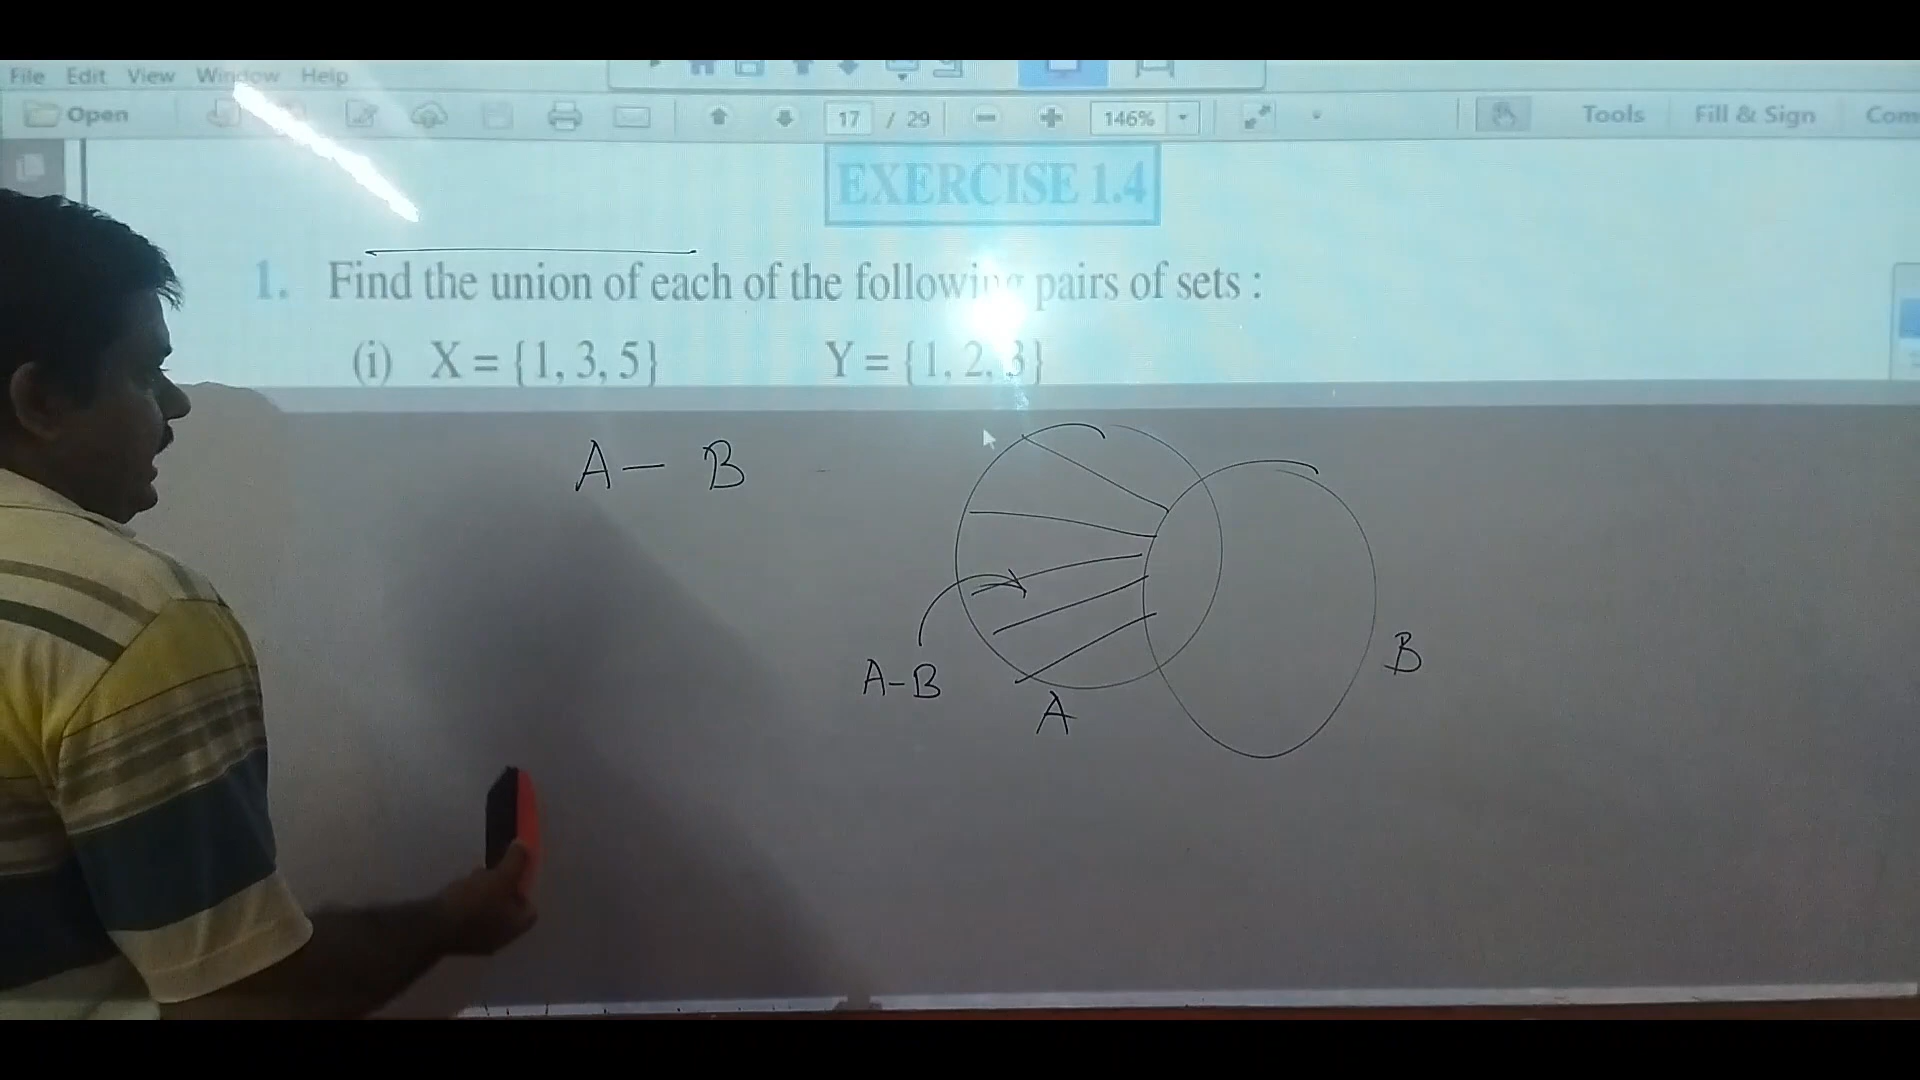 File Edit View Window Help
Open 17 / 29 146% Tools Fill & Sign Com
EXERCISE 1.4
1. Find the union of each of the following pairs of sets :
(i) X = {1, 3, 5} Y = {1, 2, 3}
A - B
A-B
A
B